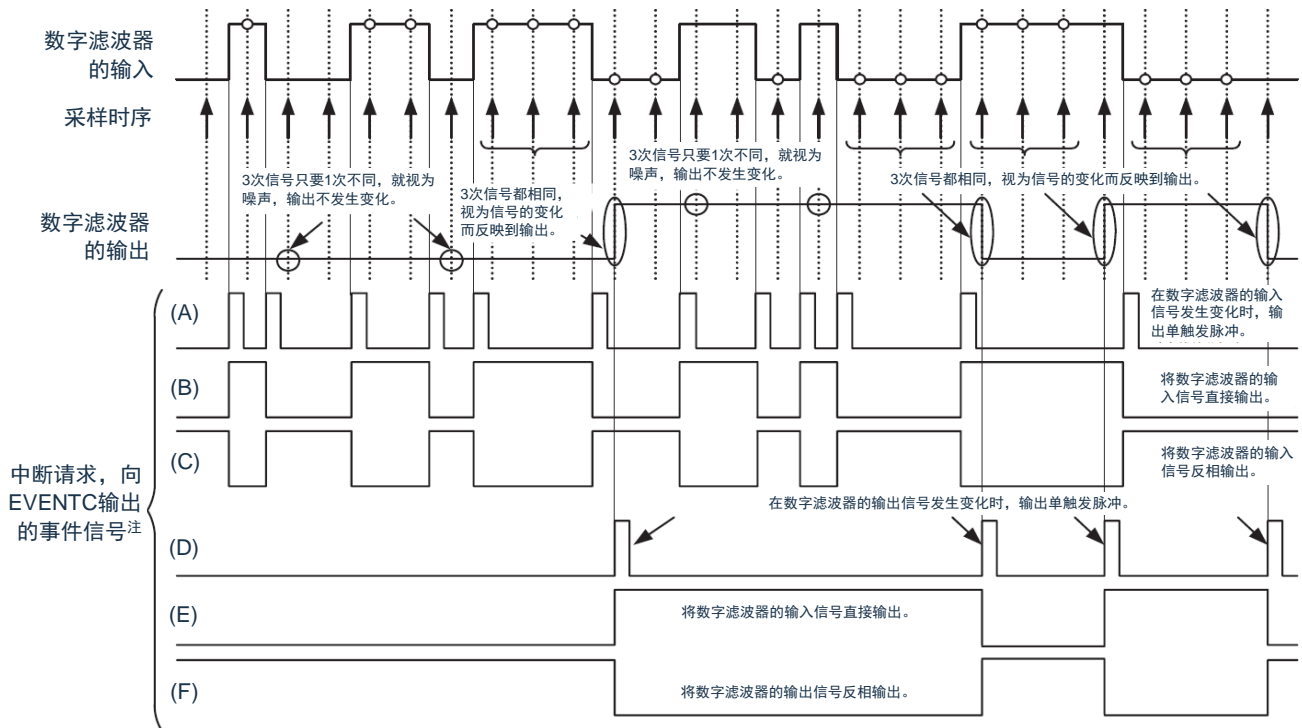 数字滤波器
的输入
采样时序
3次信号只要1次不同，就视为
噪声，输出不发生变化。
3次信号都相同，
视为信号的变化
而反映到输出。
3次信号只要1次不同，就视为
噪声，输出不发生变化。
3次信号都相同，视为信号的变化而反映到输出。
数字滤波器
的输出
(A)
在数字滤波器的输入
信号发生变化时，输
出单触发脉冲。
(B)
将数字滤波器的输
入信号直接输出。
(C)
将数字滤波器的输入
信号反相输出。
中断请求，向
EVENTC输出
的事件信号注
在数字滤波器的输出信号发生变化时，输出单触发脉冲。
(D)
(E)
将数字滤波器的输入信号直接输出。
(F)
将数字滤波器的输出信号反相输出。